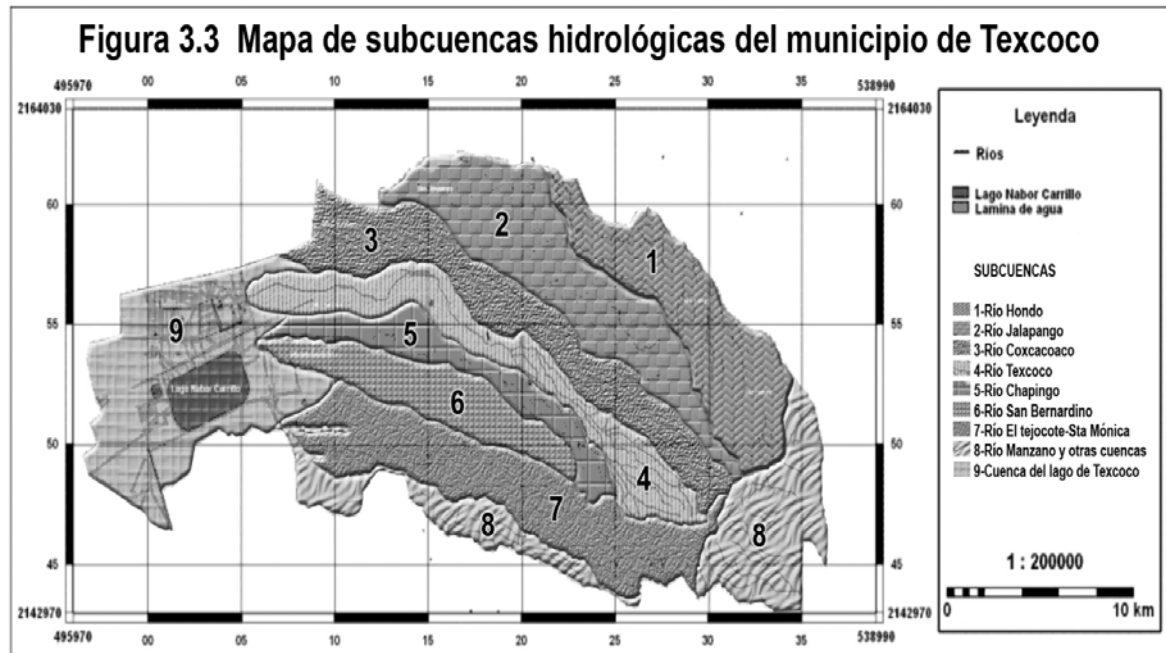 Figura 3.3 Mapa de subcuencas hidrológicas del municipio de Texcoco
495970 00 05 10 15 20 25 30 35 538990
2164030 2164030
60 60
55 55
50 50
45 45
2142970 2142970
495970 00 05 10 15 20 25 30 35 538990
1
2
3
4
5
6
7
8
8
9
Lago Nabor Carrillo
Leyenda
Ríos
Lago Nabor Carrillo
Lamina de agua
SUBCUENCAS
1-Río Hondo
2-Río Jalapango
3-Río Coxcacoaco
4-Río Texcoco
5-Río Chapingo
6-Río San Bernardino
7-Río El tejocote-Sta Mónica
8-Río Manzano y otras cuencas
9-Cuenca del lago de Texcoco
1 : 200000
0 10 km